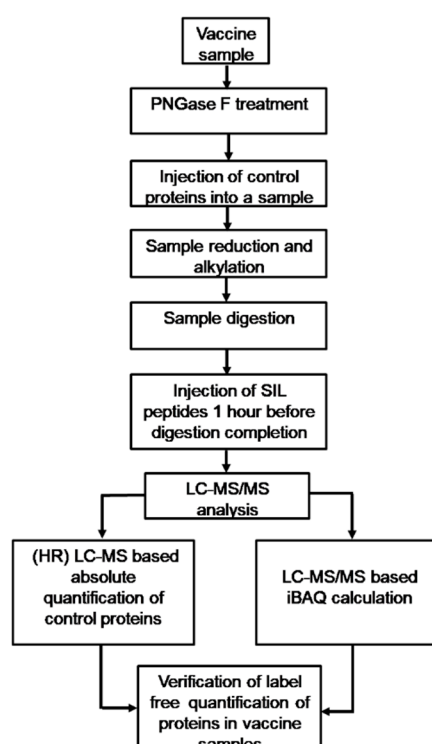 Vaccine
sample
PNGase F treatment
Injection of control
proteins into a sample
Sample reduction and
alkylation
Sample digestion
Injection of SIL
peptides 1 hour before
digestion completion
LC-MS/MS
analysis
(HR) LC-MS based
absolute
quantification of
control proteins
LC-MS/MS based
iBAQ calculation
Verification of label
free quantification of
proteins in vaccine
samples